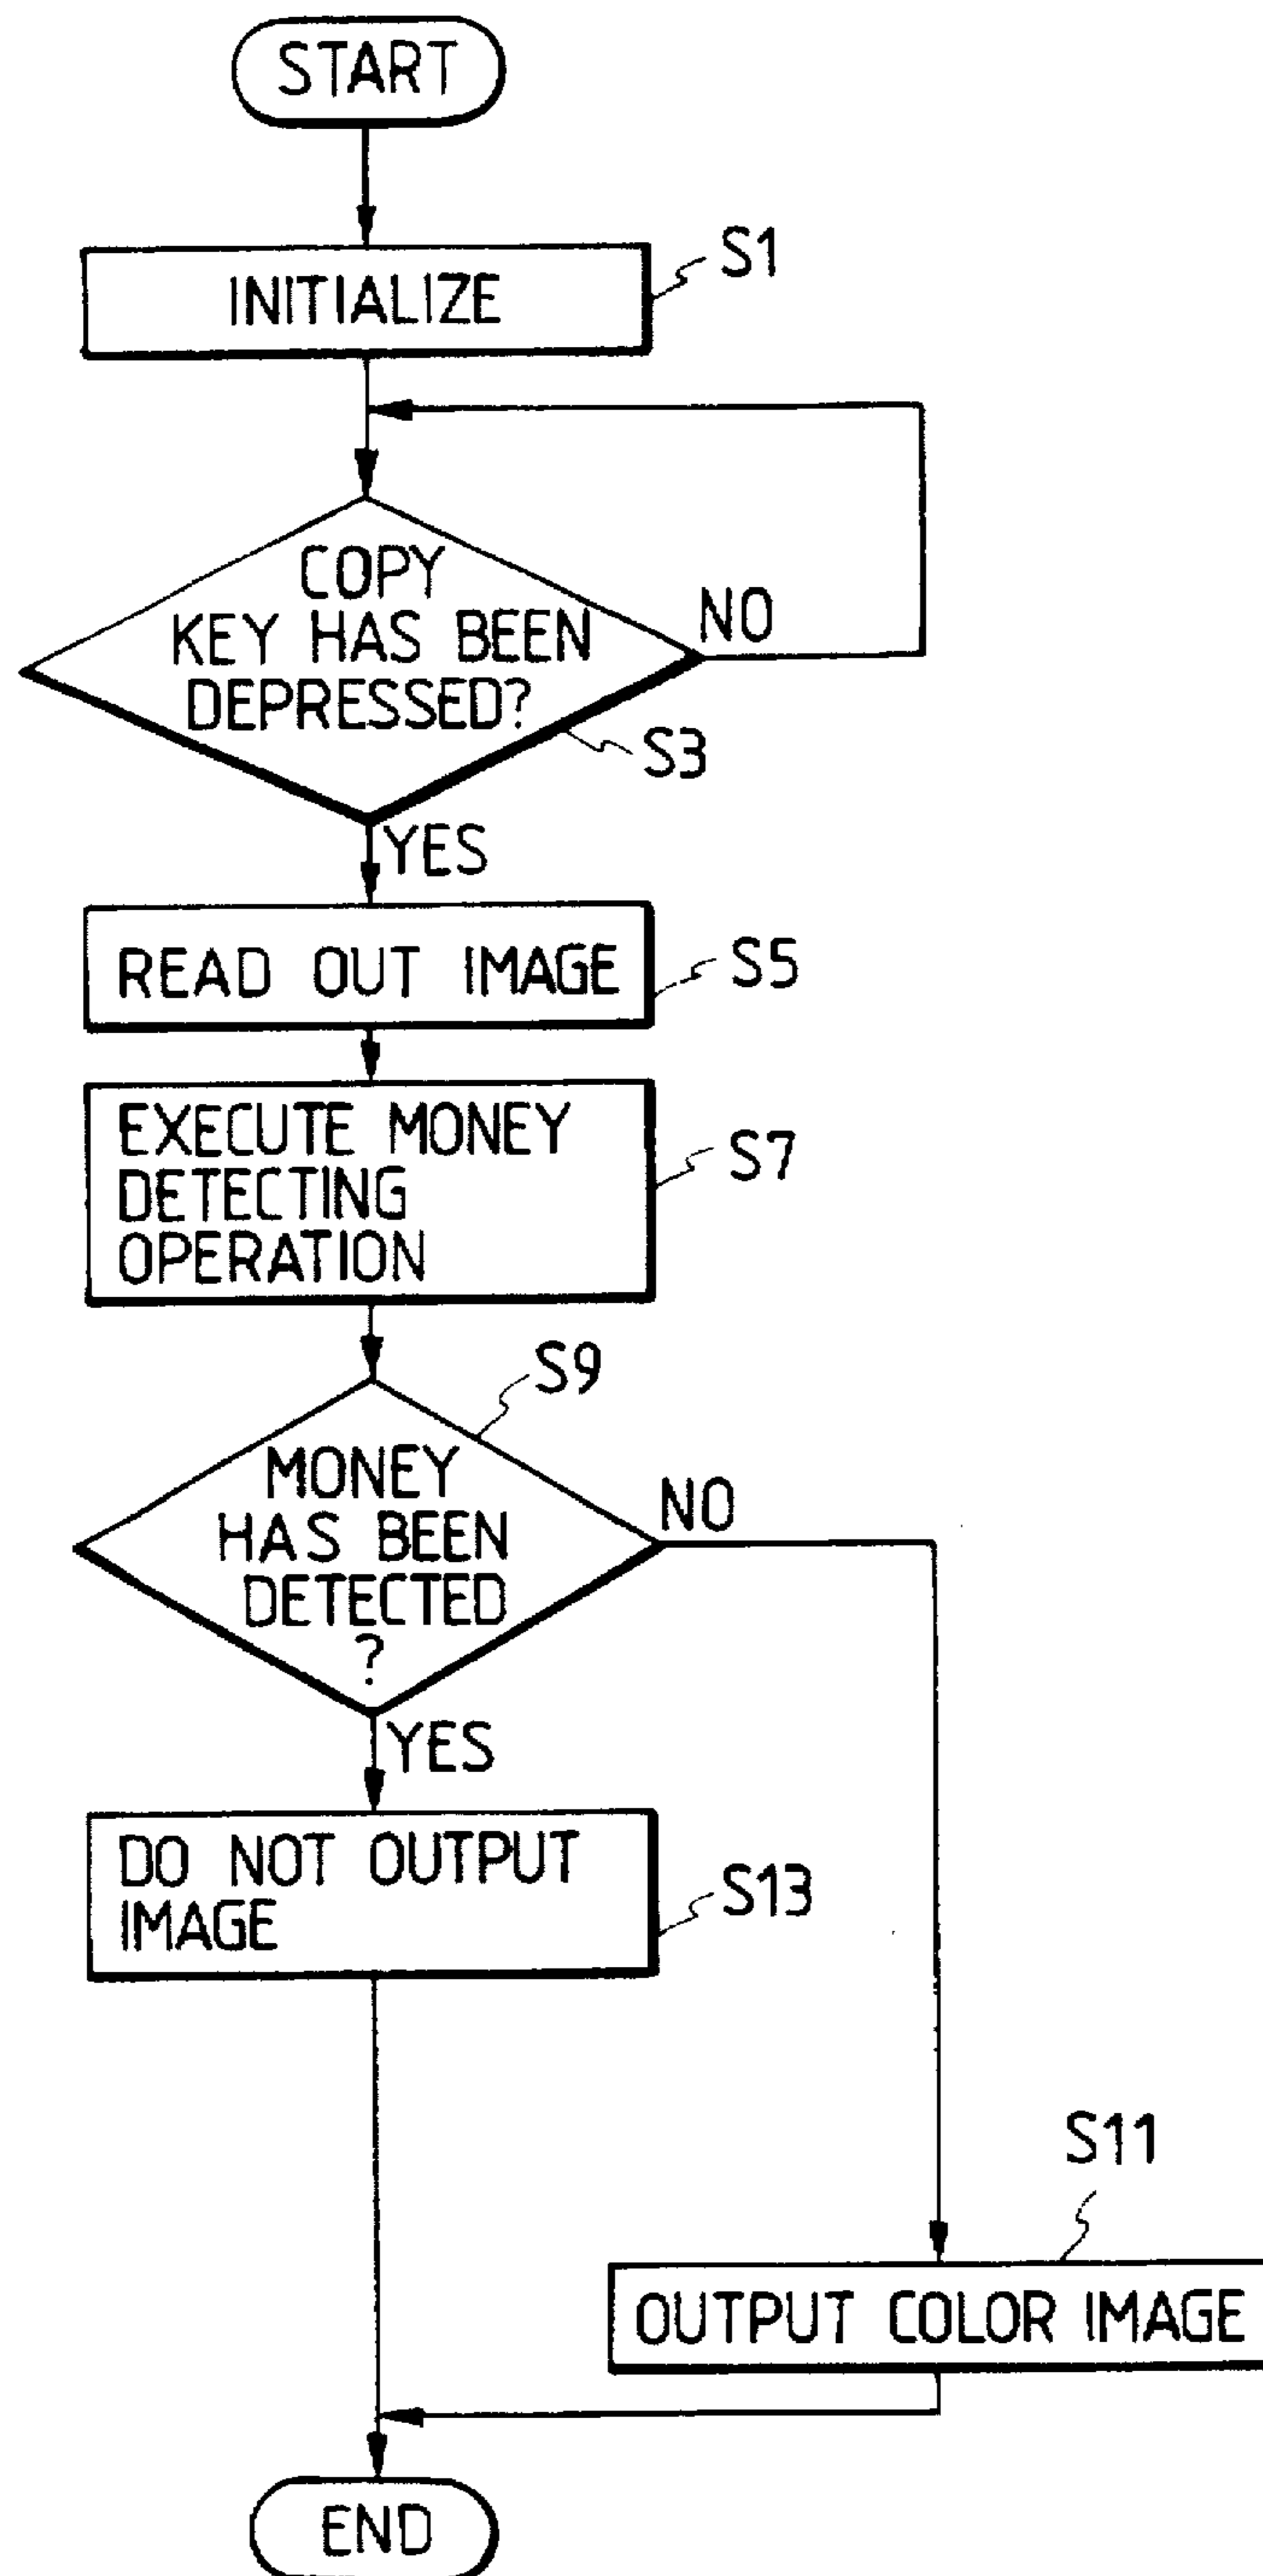 START
INITIALIZE
S1
COPY
KEY HAS BEEN
DEPRESSED?
NO
S3
YES
READ OUT IMAGE
S5
EXECUTE MONEY
DETECTING
OPERATION
S7
S9
MONEY
HAS BEEN
DETECTED
?
NO
YES
DO NOT OUTPUT
IMAGE
S13
S11
OUTPUT COLOR IMAGE
END